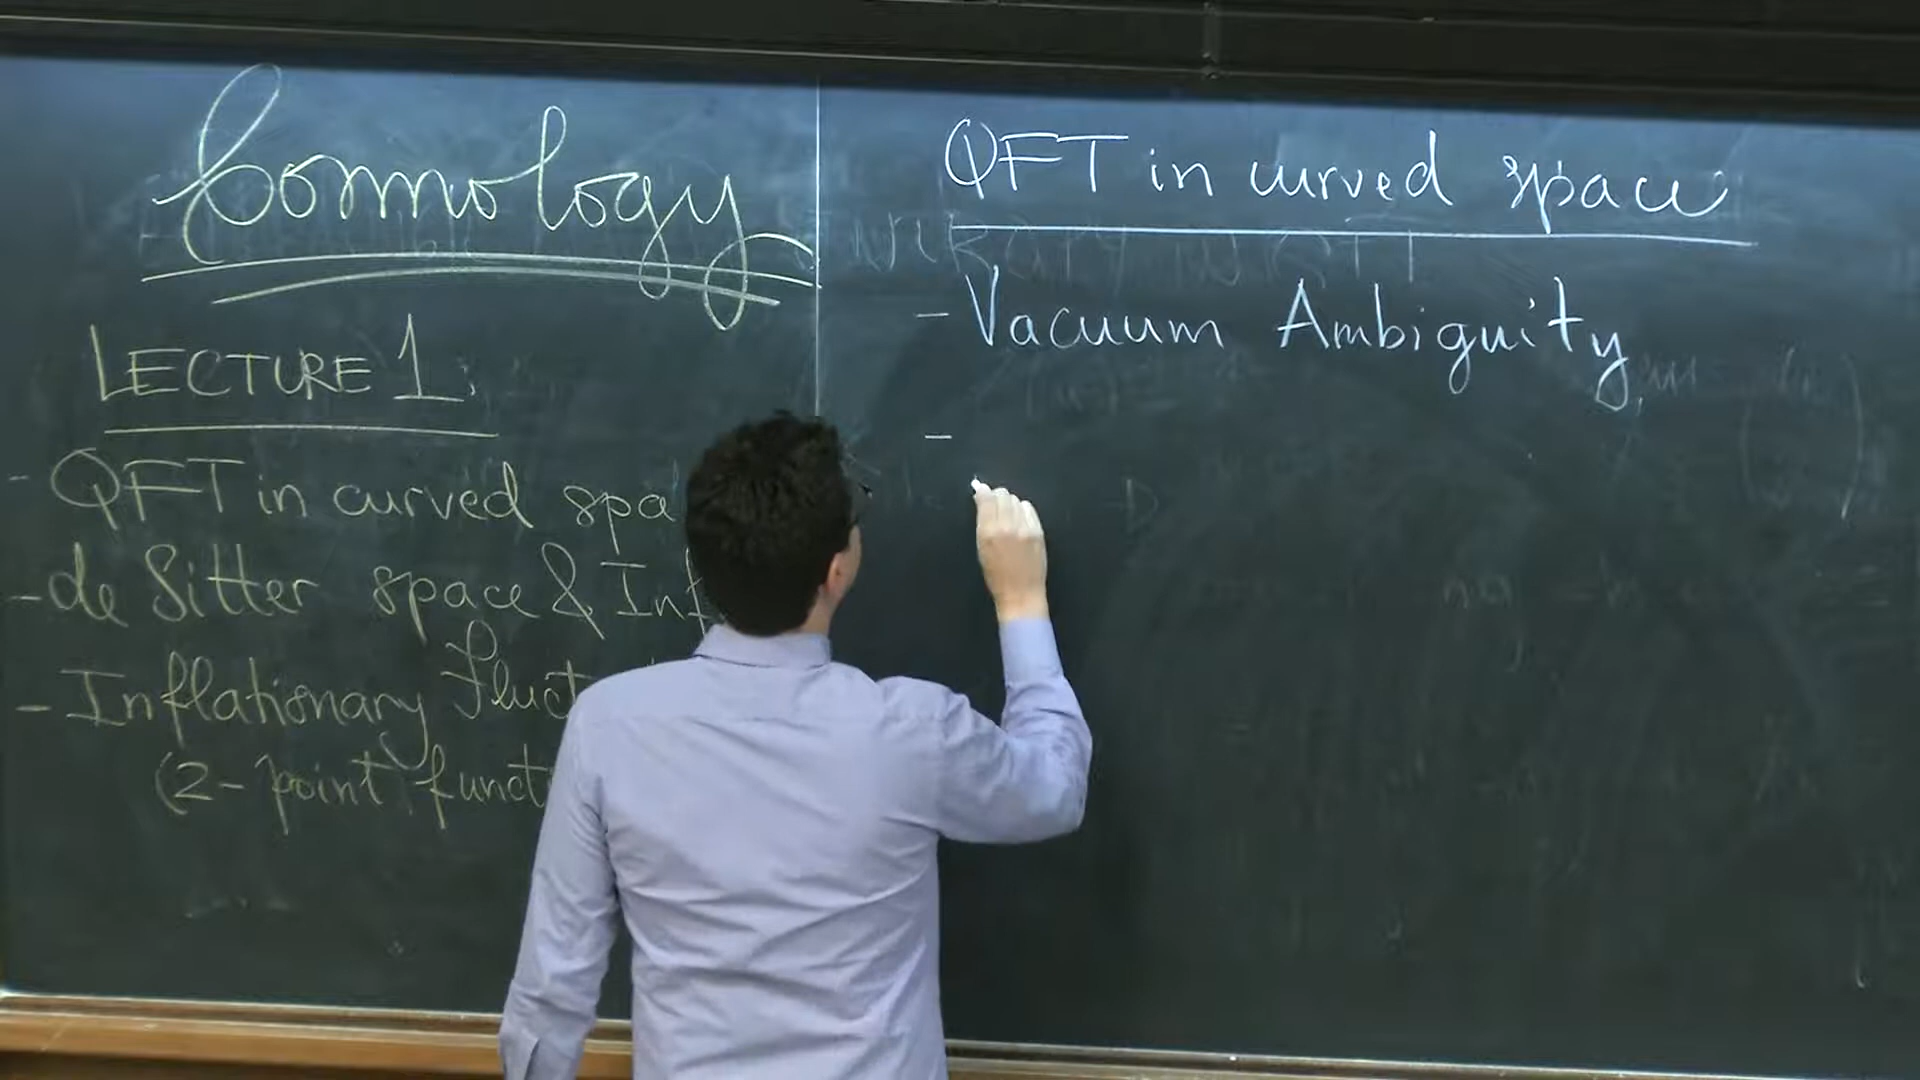 Cosmology
LECTURE 1:
- QFT in curved spa
- de Sitter space & Inf
- Inflationary Fluct
(2-point functi
QFT in curved space
- Vacuum Ambiguity,
-